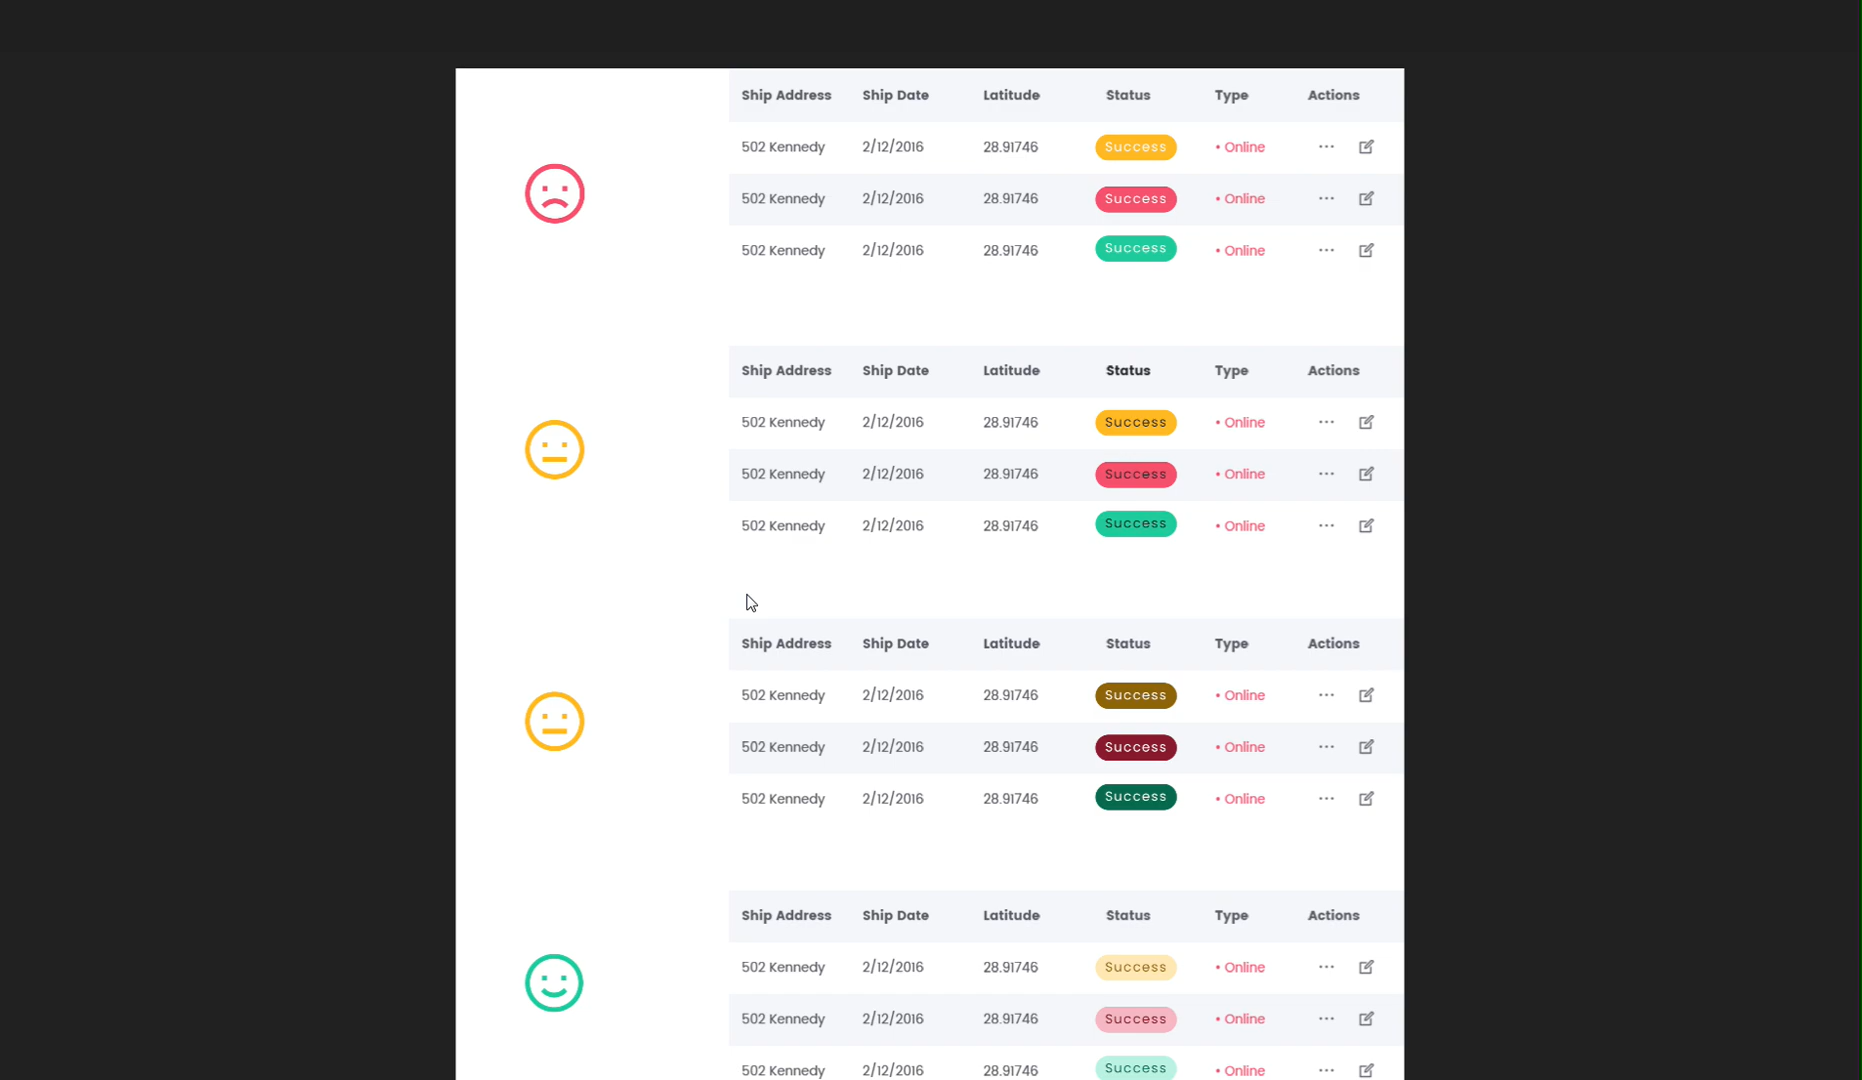 Ship Address Ship Date Latitude Status Type Actions
502 Kennedy 2/12/2016 28.91746 Success • Online ...
502 Kennedy 2/12/2016 28.91746 Success • Online ...
502 Kennedy 2/12/2016 28.91746 Success • Online ...
Ship Address Ship Date Latitude Status Type Actions
502 Kennedy 2/12/2016 28.91746 Success • Online ...
502 Kennedy 2/12/2016 28.91746 Success • Online ...
502 Kennedy 2/12/2016 28.91746 Success • Online ...
Ship Address Ship Date Latitude Status Type Actions
502 Kennedy 2/12/2016 28.91746 Success • Online ...
502 Kennedy 2/12/2016 28.91746 Success • Online ...
502 Kennedy 2/12/2016 28.91746 Success • Online ...
Ship Address Ship Date Latitude Status Type Actions
502 Kennedy 2/12/2016 28.91746 Success • Online ...
502 Kennedy 2/12/2016 28.91746 Success • Online ...
502 Kennedy 2/12/2016 28.91746 Success • Online ...